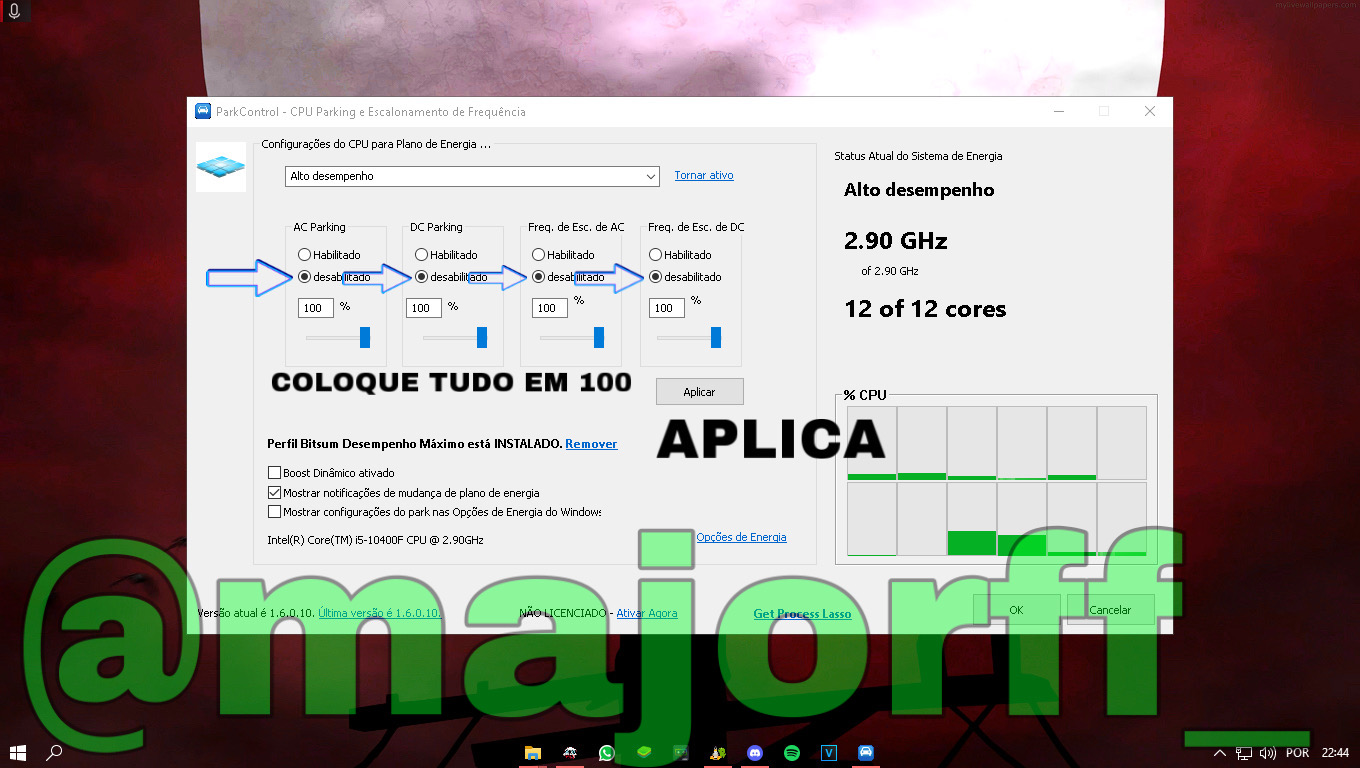 mylivewallpapers.com
ParkControl - CPU Parking e Escalonamento de Frequência
Configurações do CPU para Plano de Energia ...
Alto desempenho
Tornar ativo
AC Parking
Habilitado
desabilitado
100 %
DC Parking
Habilitado
desabilitado
100 %
Freq. de Esc. de AC
Habilitado
desabilitado
100 %
Freq. de Esc. de DC
Habilitado
desabilitado
100 %
COLOQUE TUDO EM 100
Aplicar
APLICA
Perfil Bitsum Desempenho Máximo está INSTALADO. Remover
Boost Dinâmico ativado
Mostrar notificações de mudança de plano de energia
Mostrar configurações do park nas Opções de Energia do Windows
Intel(R) Core(TM) i5-10400F CPU @ 2.90GHz
Opções de Energia
Status Atual do Sistema de Energia
Alto desempenho
2.90 GHz
of 2.90 GHz
12 of 12 cores
% CPU
Versão atual é 1.6.0.10. Última versão é 1.6.0.10.
NÃO LICENCIADO - Ativar Agora
Get Process Lasso
OK
Cancelar
@majorff_
POR
22:44